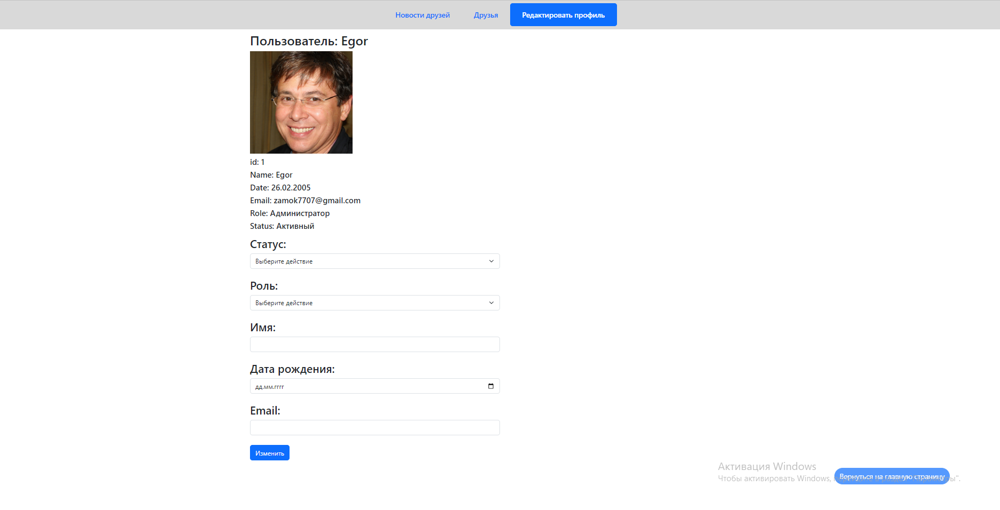 Новости друзей
Друзья
Редактировать профиль
Пользователь: Egor
id: 1
Name: Egor
Date: 26.02.2005
Email: zamok7707@gmail.com
Role: Администратор
Status: Активный
Статус:
Выберите действие
Роль:
Выберите действие
Имя:
Дата рождения:
дд.мм.гггг
Email:
Изменить
Активация Windows
Чтобы активировать Windows,
Вернуться на главную страницу